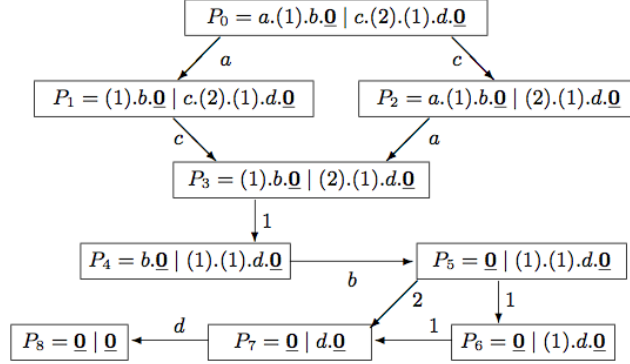 P₀ = a.(1).b.0 | c.(2).(1).d.0
a c
P₁ = (1).b.0 | c.(2).(1).d.0 P₂ = a.(1).b.0 | (2).(1).d.0
c a
P₃ = (1).b.0 | (2).(1).d.0
1
P₄ = b.0 | (1).(1).d.0 P₅ = 0 | (1).(1).d.0
b 2 1
P₈ = 0 | 0 d P₇ = 0 | d.0 1 P₆ = 0 | (1).d.0